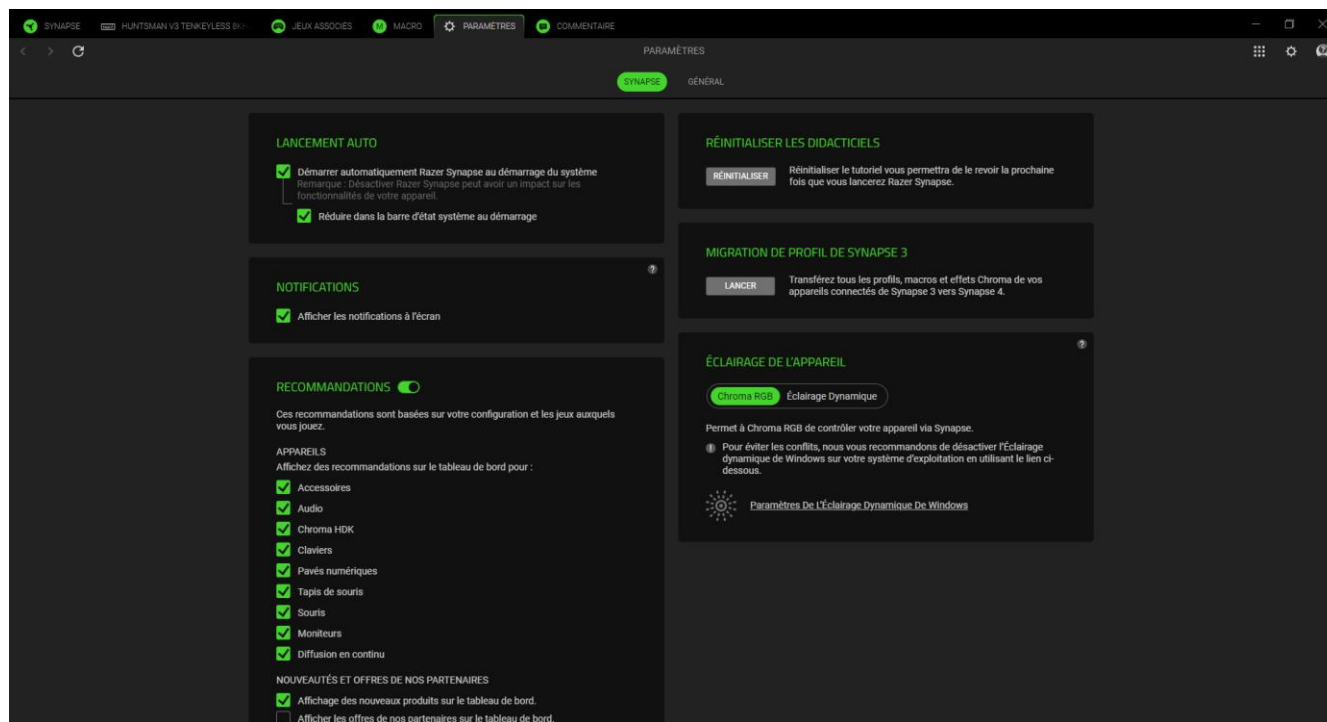 SYNAPSE
HUNTSMAN V3 TENKEYLESS 8K
JEUX ASSOCIÉS
M
MACRO
PARAMÈTRES
COMMENTAIRE
PARAMÈTRES
SYNAPSE
GÉNÉRAL
LANCEMENT AUTO
Démarrer automatiquement Razer Synapse au démarrage du système
Remarque : Désactiver Razer Synapse peut avoir un impact sur les
fonctionnalités de votre appareil.
Réduire dans la barre d'état système au démarrage
NOTIFICATIONS
?
Afficher les notifications à l'écran
RECOMMANDATIONS
Ces recommandations sont basées sur votre configuration et les jeux auxquels
vous jouez.
APPAREILS
Affichez des recommandations sur le tableau de bord pour :
Accessoires
Audio
Chroma HDK
Claviers
Pavés numériques
Tapis de souris
Souris
Moniteurs
Diffusion en continu
NOUVEAUTÉS ET OFFRES DE NOS PARTENAIRES
Affichage des nouveaux produits sur le tableau de bord.
Afficher les offres de nos partenaires sur le tableau de bord.
RÉINITIALISER LES DIDACTICIELS
RÉINITIALISER
Réinitialiser le tutoriel vous permettra de le revoir la prochaine
fois que vous lancerez Razer Synapse.
MIGRATION DE PROFIL DE SYNAPSE 3
LANCER
Transférez tous les profils, macros et effets Chroma de vos
appareils connectés de Synapse 3 vers Synapse 4.
?
ÉCLAIRAGE DE L'APPAREIL
Chroma RGB
Éclairage Dynamique
Permet à Chroma RGB de contrôler votre appareil via Synapse.
Pour éviter les conflits, nous vous recommandons de désactiver l'Éclairage
dynamique de Windows sur votre système d'exploitation en utilisant le lien ci-
dessous.
Paramètres De L'Éclairage Dynamique De Windows